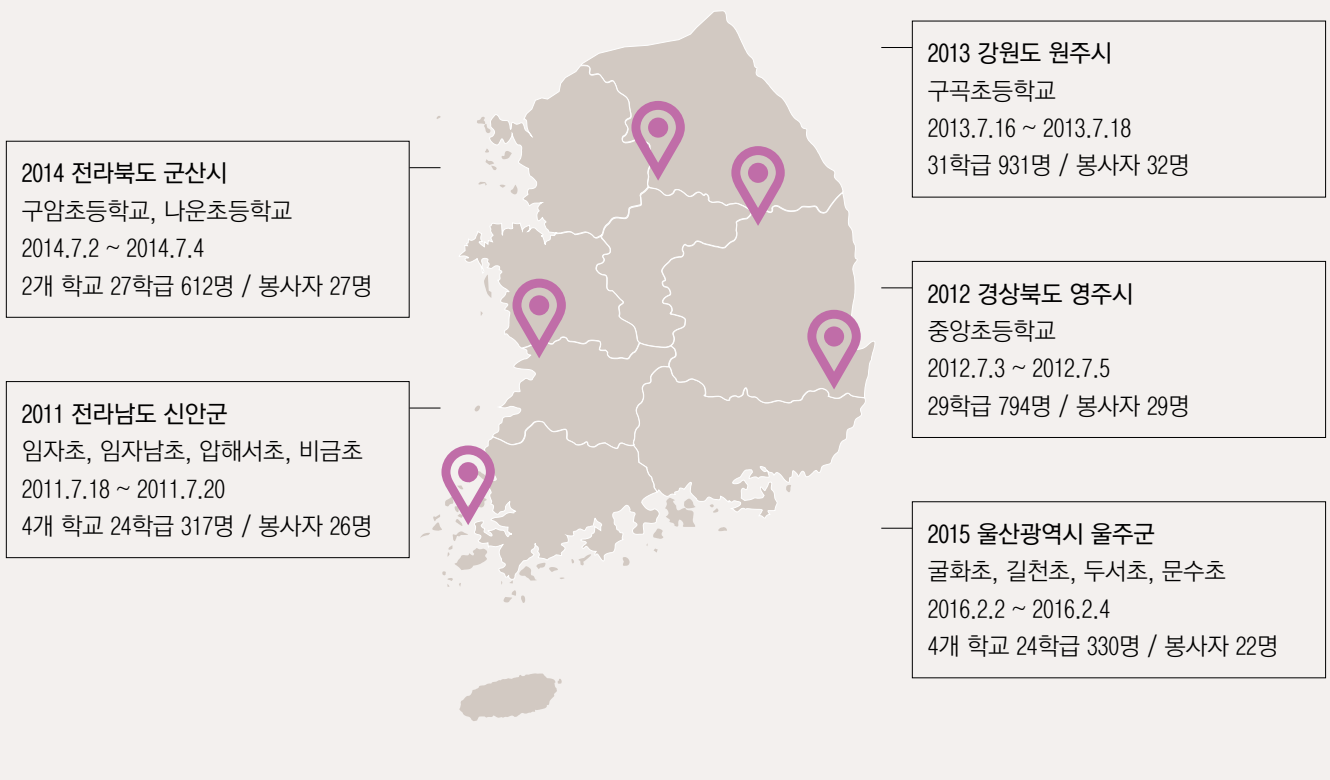 2014 전라북도 군산시
구암초등학교, 나운초등학교
2014.7.2 ~ 2014.7.4
2개 학교 27학급 612명 / 봉사자 27명
2011 전라남도 신안군
임자초, 임자남초, 압해서초, 비금초
2011.7.18 ~ 2011.7.20
4개 학교 24학급 317명 / 봉사자 26명
2013 강원도 원주시
구곡초등학교
2013.7.16 ~ 2013.7.18
31학급 931명 / 봉사자 32명
2012 경상북도 영주시
중앙초등학교
2012.7.3 ~ 2012.7.5
29학급 794명 / 봉사자 29명
2015 울산광역시 울주군
굴화초, 길천초, 두서초, 문수초
2016.2.2 ~ 2016.2.4
4개 학교 24학급 330명 / 봉사자 22명